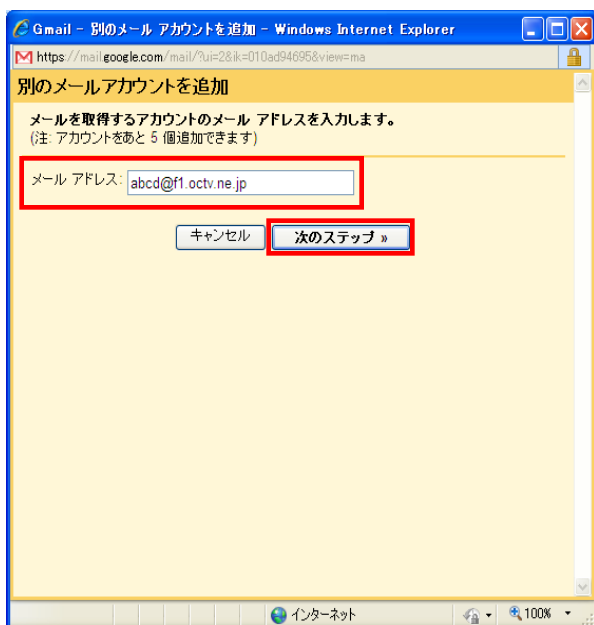 Gmail - 別のメール アカウントを追加 - Windows Internet Explorer
https://mail.google.com/mail/?ui=2&ik=010ad94695&view=ma
別のメールアカウントを追加
メールを取得するアカウントのメール アドレスを入力します。
(注: アカウントをあと 5 個追加できます)
メール アドレス: abcd@f1.octv.ne.jp
キャンセル 次のステップ »
インターネット 100%